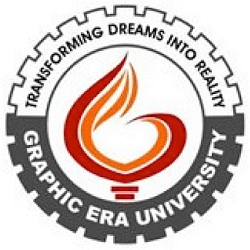 TRANSFORMING DREAMS INTO REALITY
GRAPHIC ERA UNIVERSITY